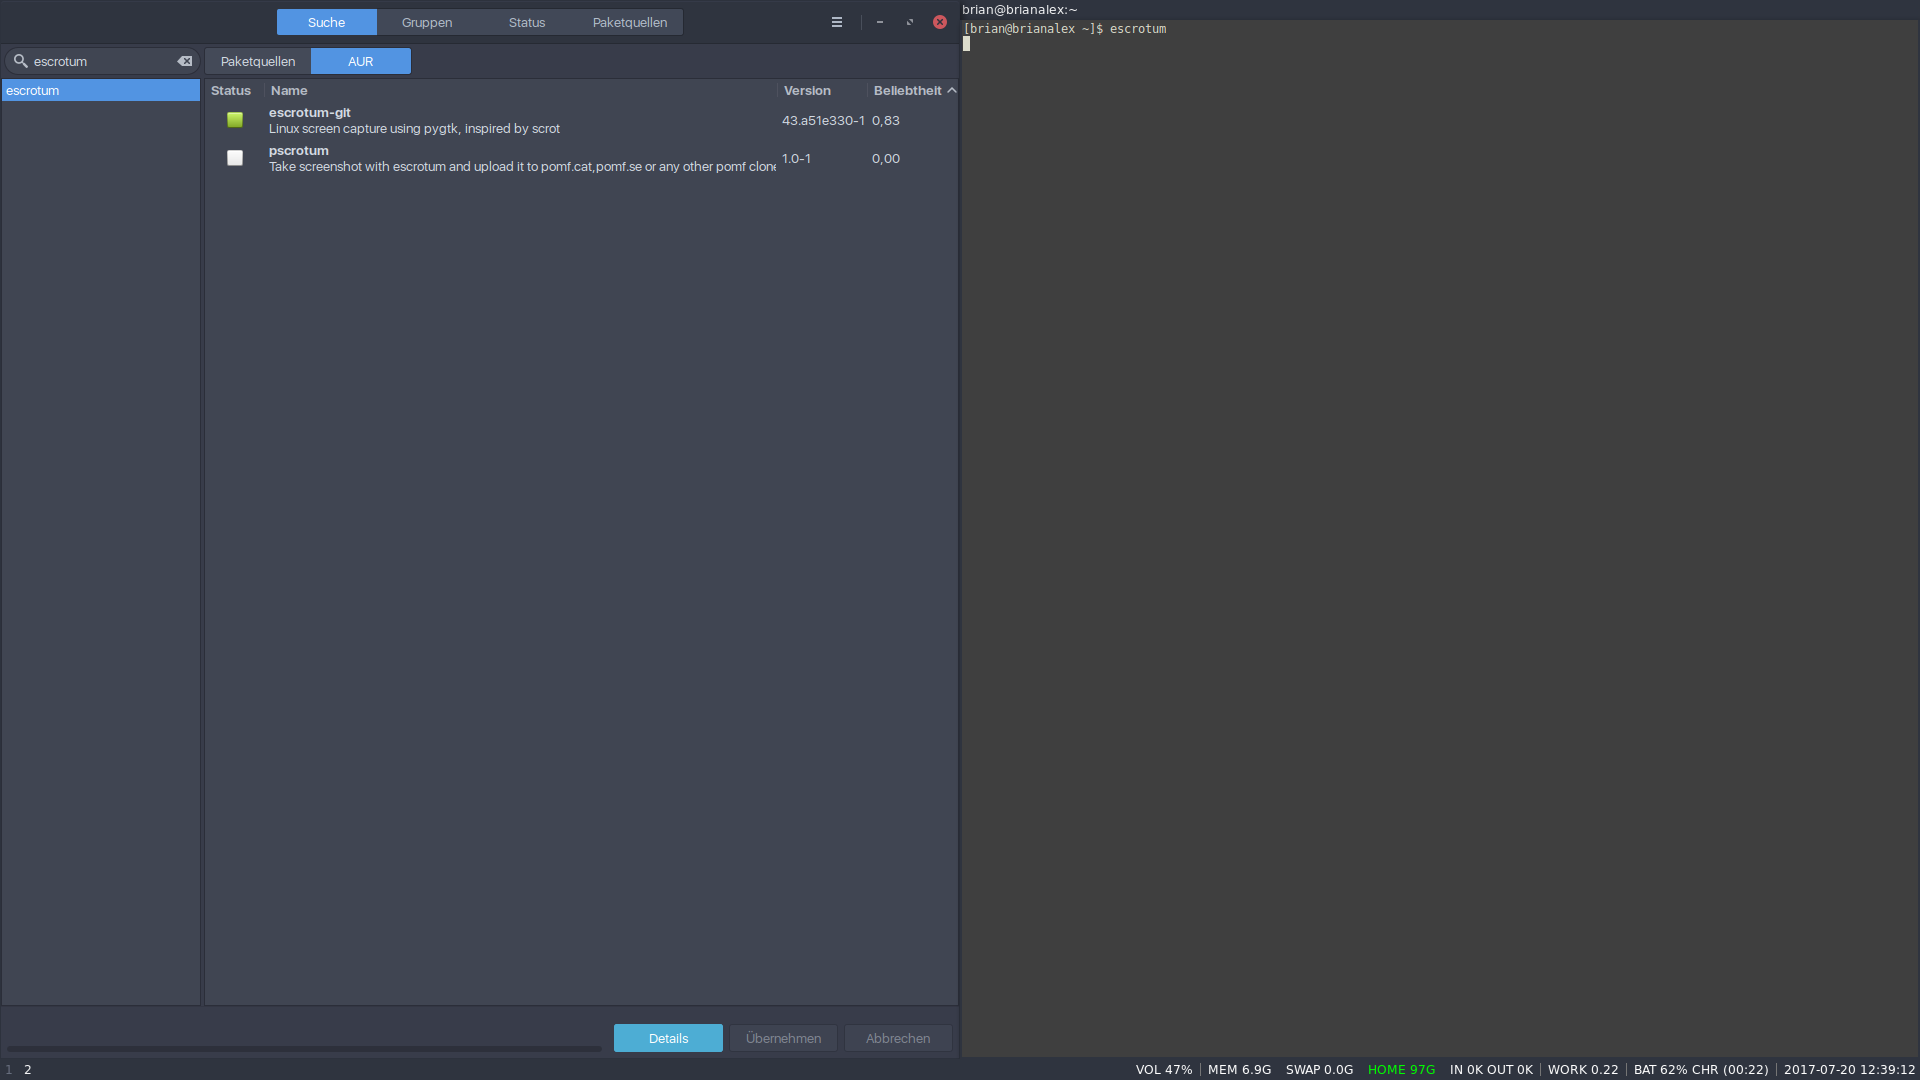 Suche Gruppen Status Paketquellen
escrotum
Paketquellen AUR
escrotum
Status Name Version Beliebtheit
escrotum-git
Linux screen capture using pygtk, inspired by scrot
43.a51e330-1 0,83
pscrotum
Take screenshot with escrotum and upload it to pomf.cat,pomf.se or any other pomf clone
1.0-1 0,00
Details Übernehmen Abbrechen
brian@brianalex:~
[brian@brianalex ~]$ escrotum
1 2
VOL 47% | MEM 6.9G SWAP 0.0G HOME 97G IN 0K OUT 0K | WORK 0.22 | BAT 62% CHR (00:22) | 2017-07-20 12:39:12